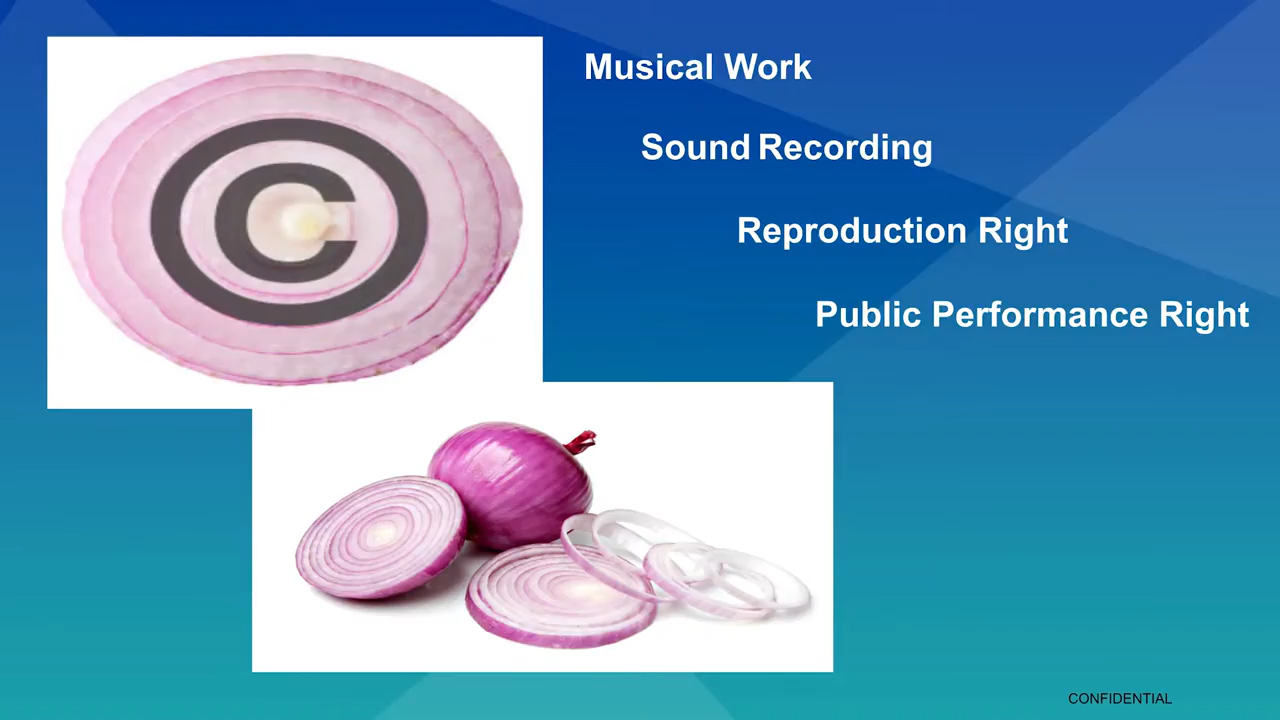 ©
Musical Work
Sound Recording
Reproduction Right
Public Performance Right
CONFIDENTIAL